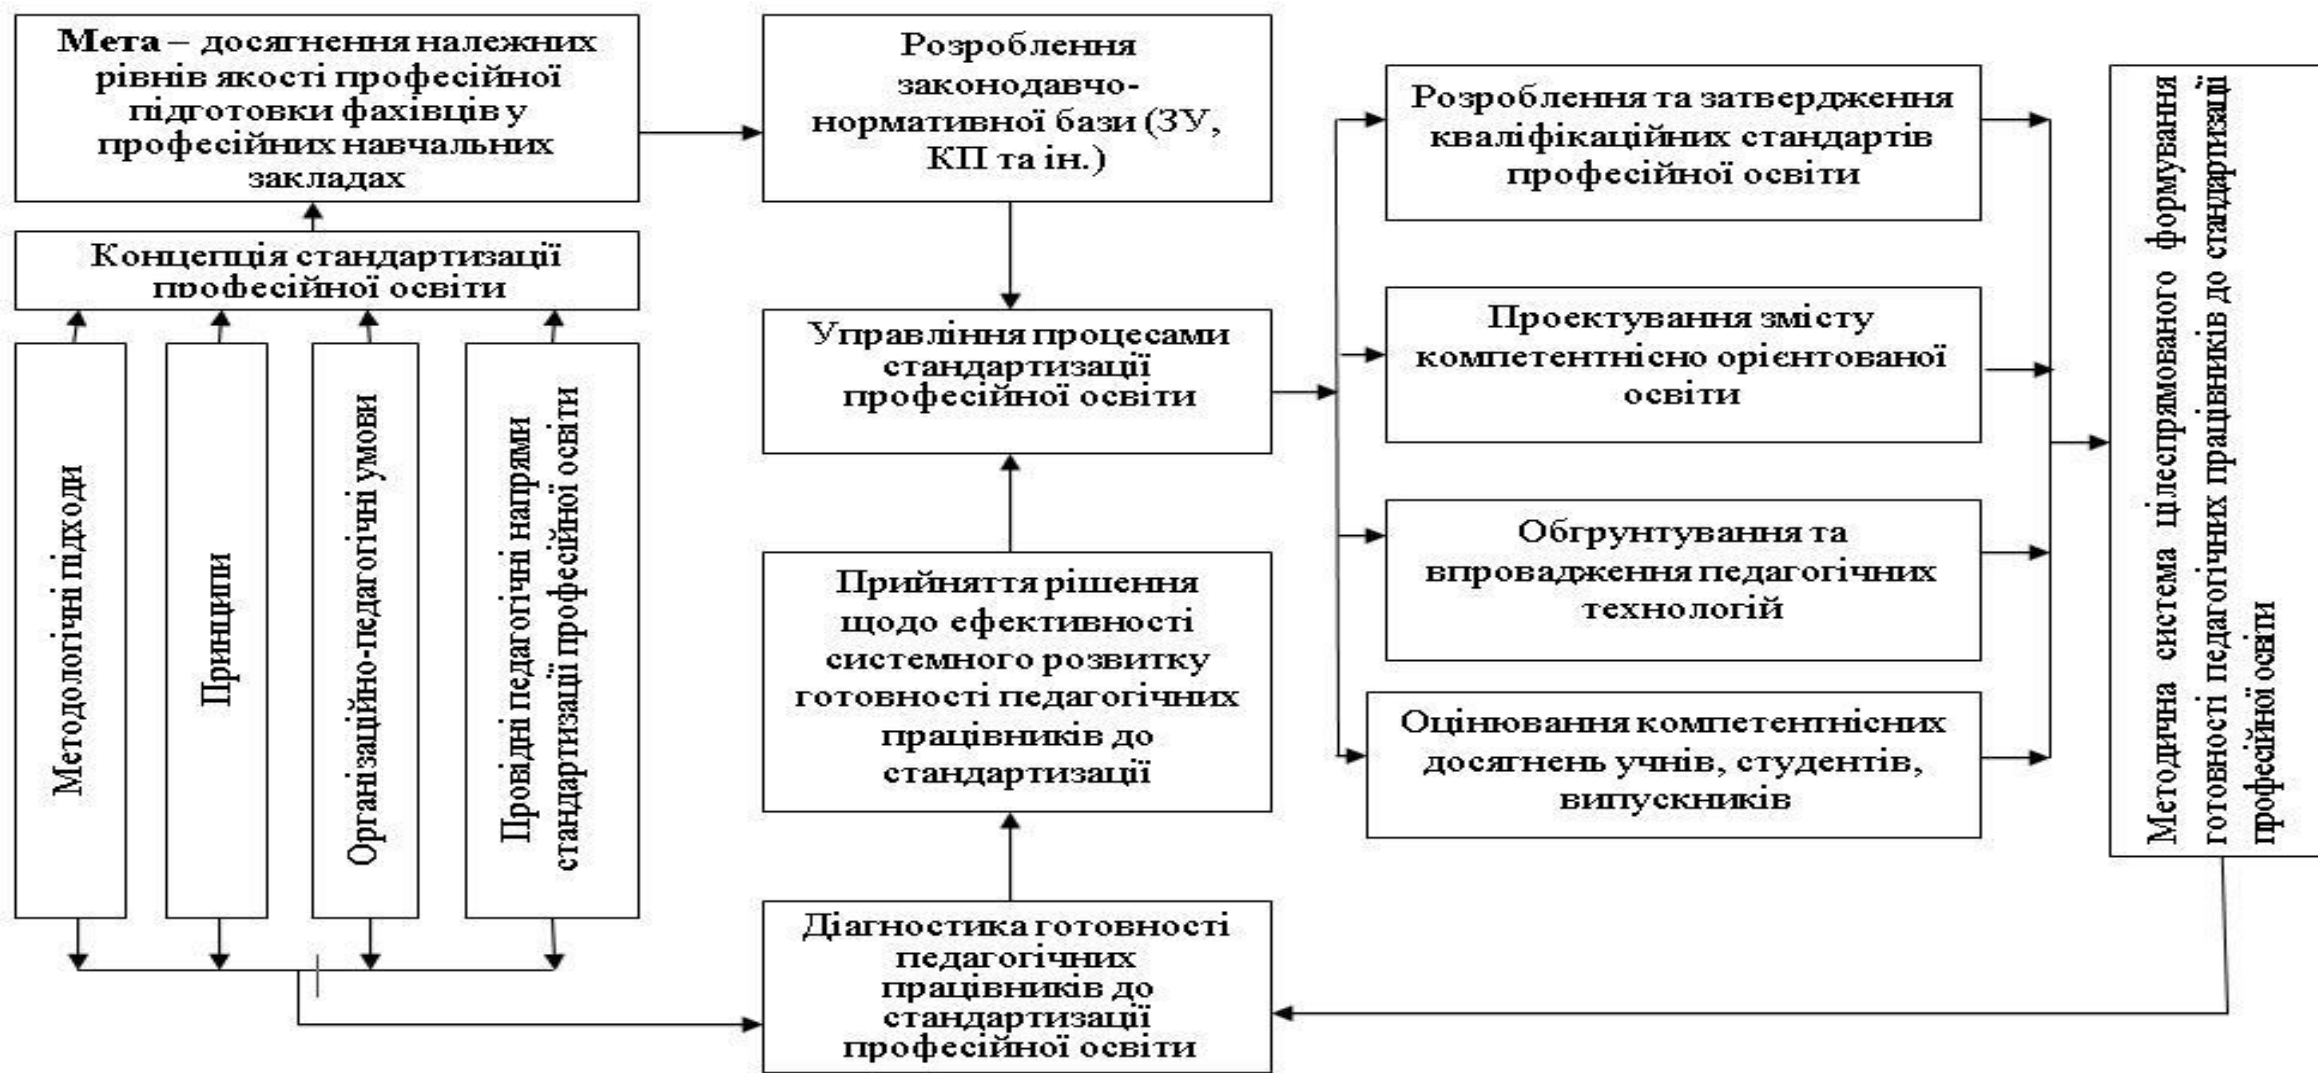 Мета – досягнення належних
рівнів якості професійної
підготовки фахівців у
професійних навчальних
закладах
Концепція стандартизації
професійної освіти
Методологічні підходи
Принципи
Організаційно-педагогічні умови
Провідні педагогічні напрями
стандартизації професійної освіти
Розроблення
законодавчо-
нормативної бази (ЗУ,
КП та ін.)
Управління процесами
стандартизації
професійної освіти
Прийняття рішення
щодо ефективності
системного розвитку
готовності педагогічних
працівників до
стандартизації
Діагностика готовності
педагогічних
працівників до
стандартизації
професійної освіти
Розроблення та затвердження
кваліфікаційних стандартів
професійної освіти
Проектування змісту
компетентнісно орієнтованої
освіти
Обгрунтування та
впровадження педагогічних
технологій
Оцінювання компетентнісних
досягнень учнів, студентів,
випускників
Методична система цілеспрямованого формування
готовності педагогічних працівників до стандартизації
професійної освіти